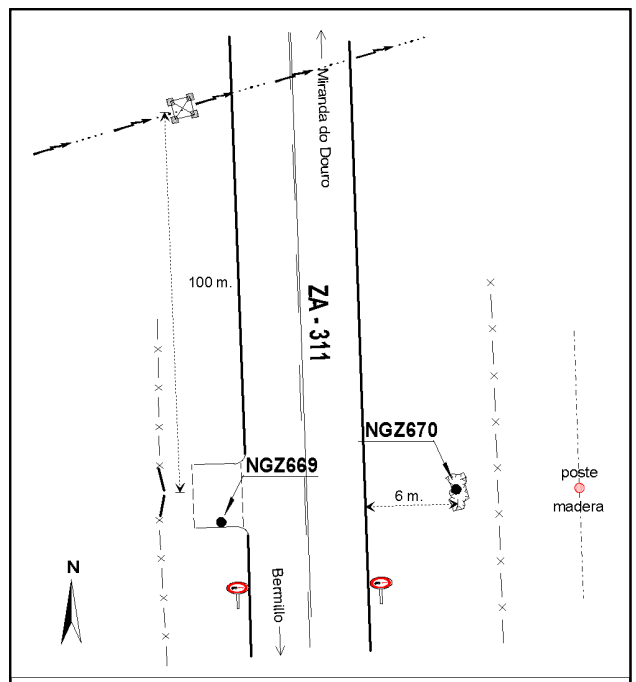 Miranda do Douro
100 m.
ZA - 311
NGZ670
NGZ669
poste
madera
6 m.
N
Bermillo